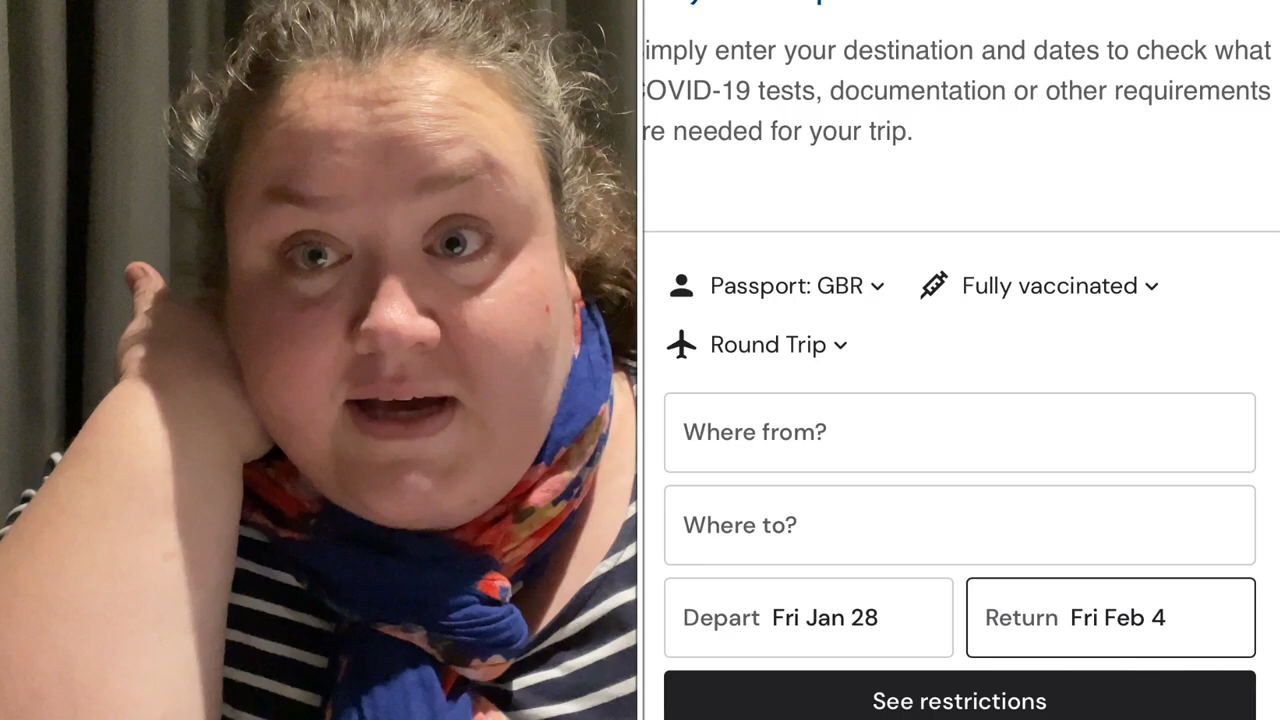 imply enter your destination and dates to check what
OVID-19 tests, documentation or other requirements
re needed for your trip.
Passport: GBR
Fully vaccinated
Round Trip
Where from?
Where to?
Depart Fri Jan 28
Return Fri Feb 4
See restrictions